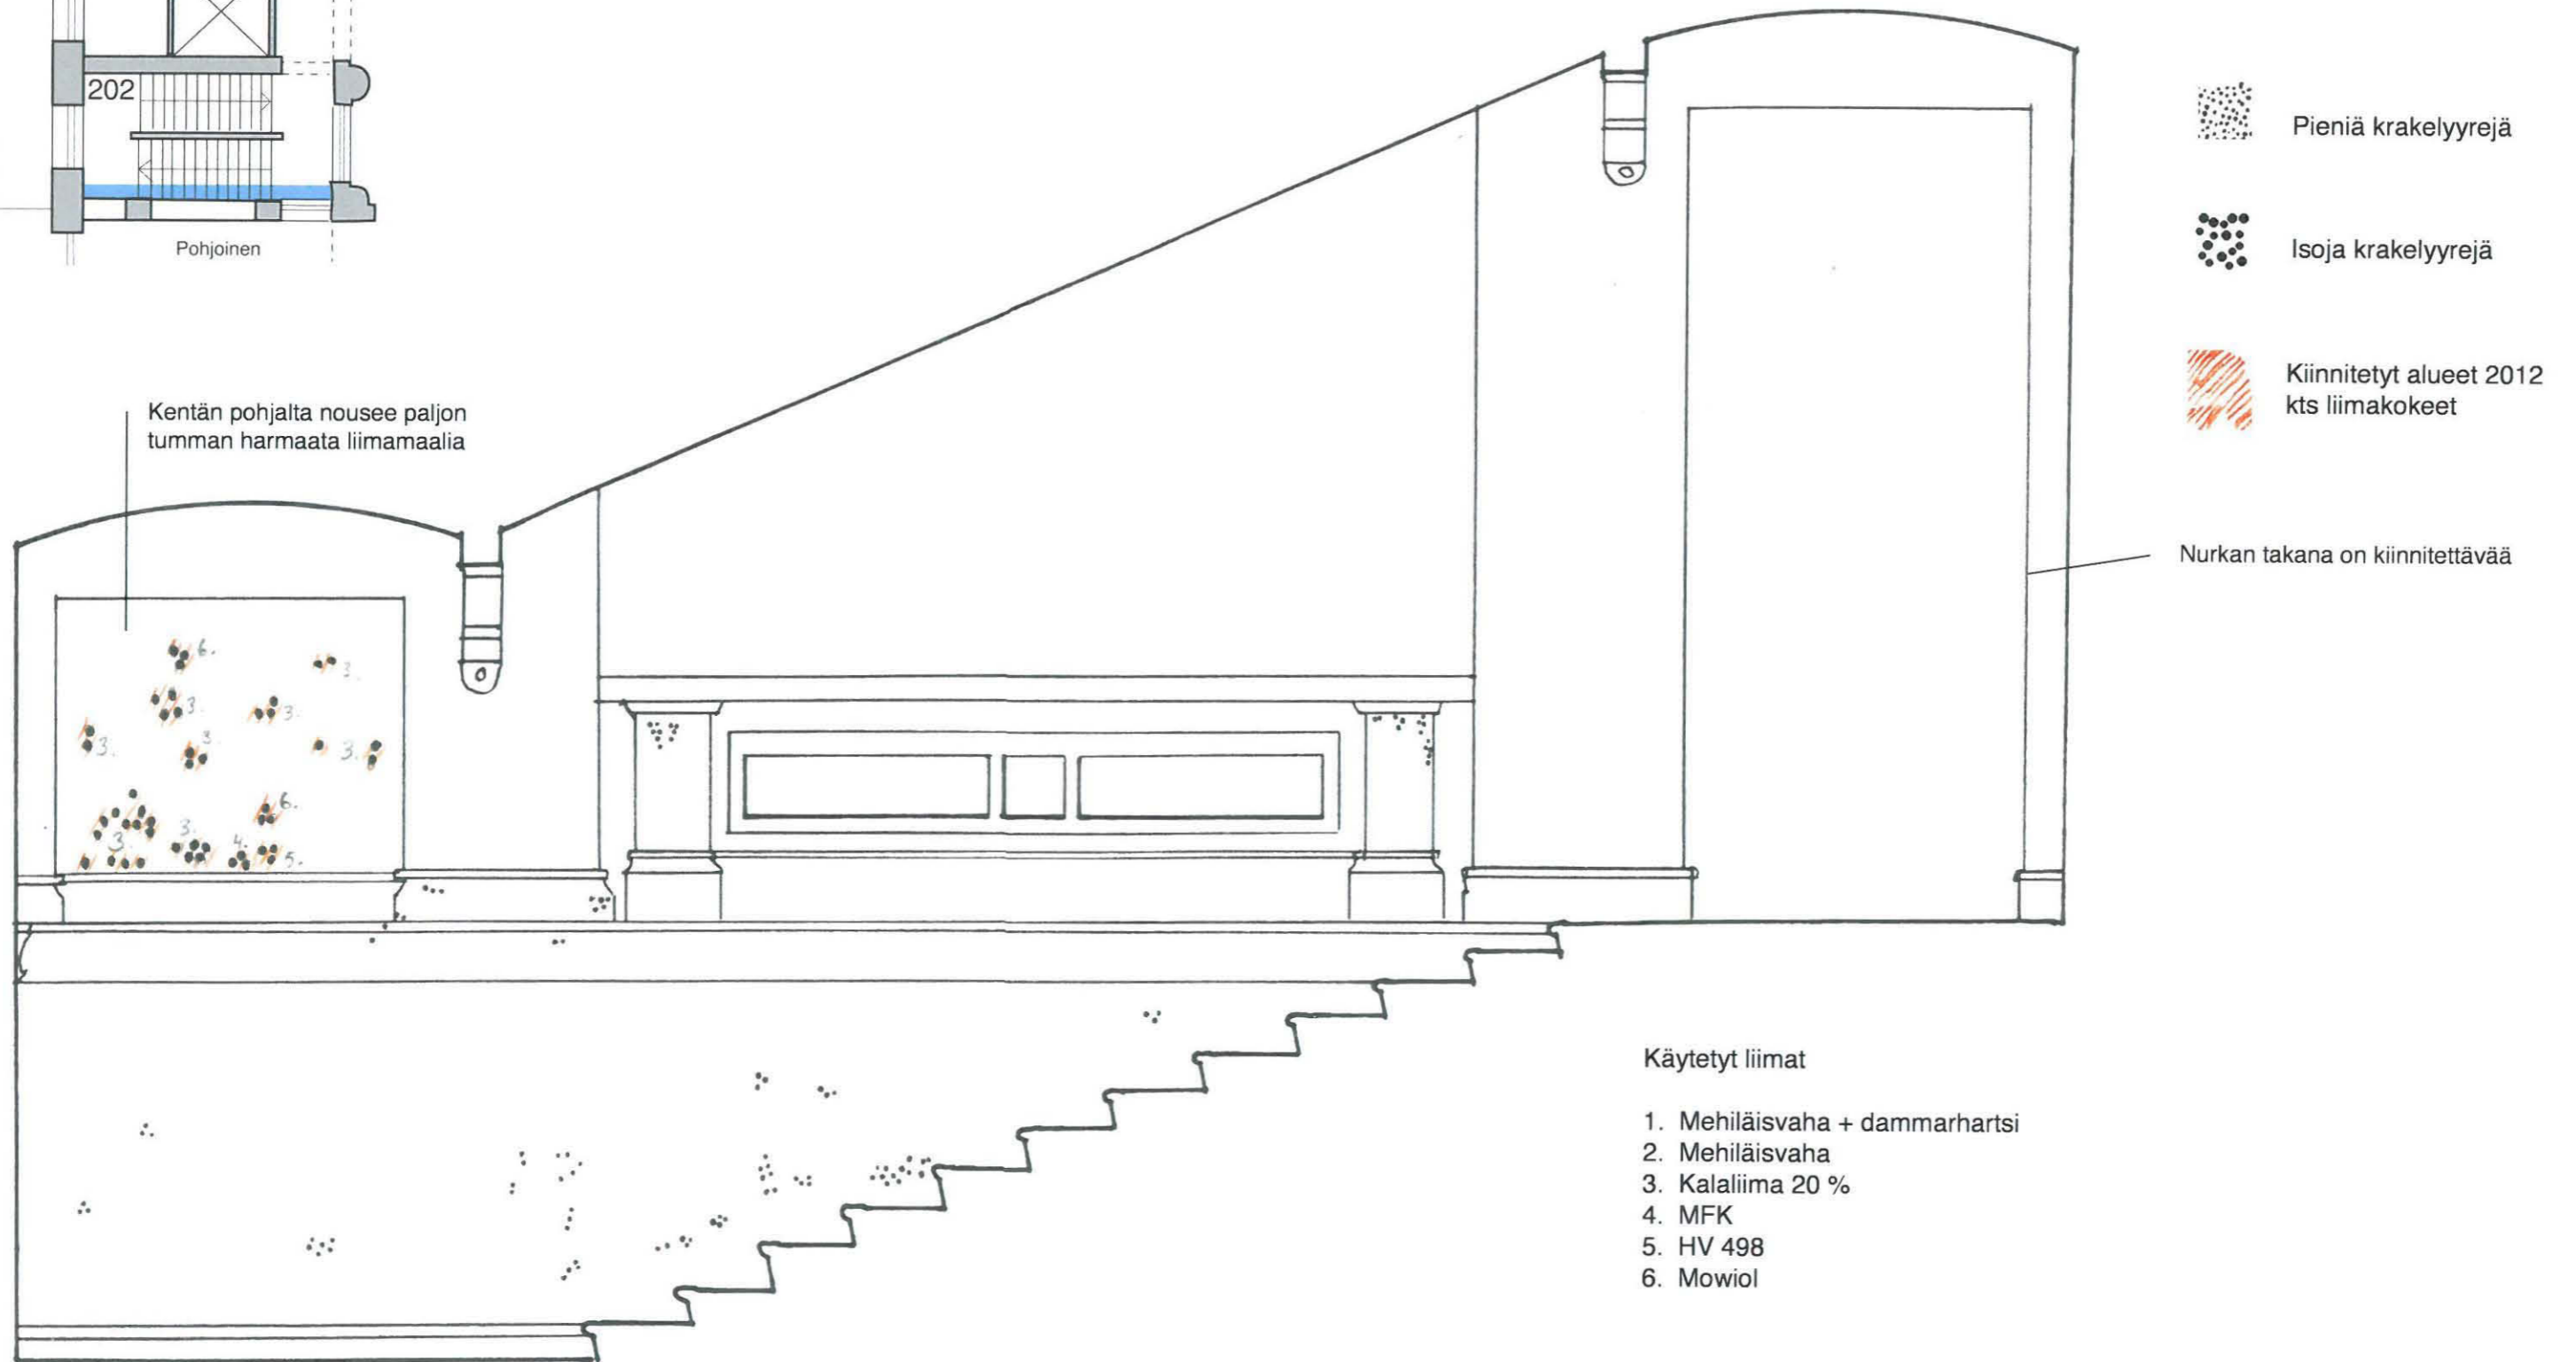 202
Pohjoinen
Pieniä krakelyyrejä
Isoja krakelyyrejä
Kiinnitetyt alueet 2012
kts liimakokeet
Kentän pohjalta nousee paljon
tumman harmaata liimamaalia
Nurkan takana on kiinnitettävää
6.
3.
3.
3.
3.
3.
3.
6.
3.
3.
4.
5.
Käytetyt liimat
1. Mehiläisvaha + dammarhartsi
2. Mehiläisvaha
3. Kalaliima 20 %
4. MFK
5. HV 498
6. Mowiol